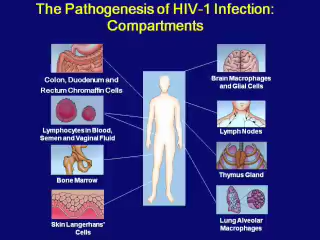 The Pathogenesis of HIV-1 Infection:
Compartments
Colon, Duodenum and
Rectum Chromaffin Cells
Lymphocytes in Blood,
Semen and Vaginal Fluid
Bone Marrow
Skin Langerhans'
Cells
Brain Macrophages
and Glial Cells
Lymph Nodes
Thymus Gland
Lung Alveolar
Macrophages